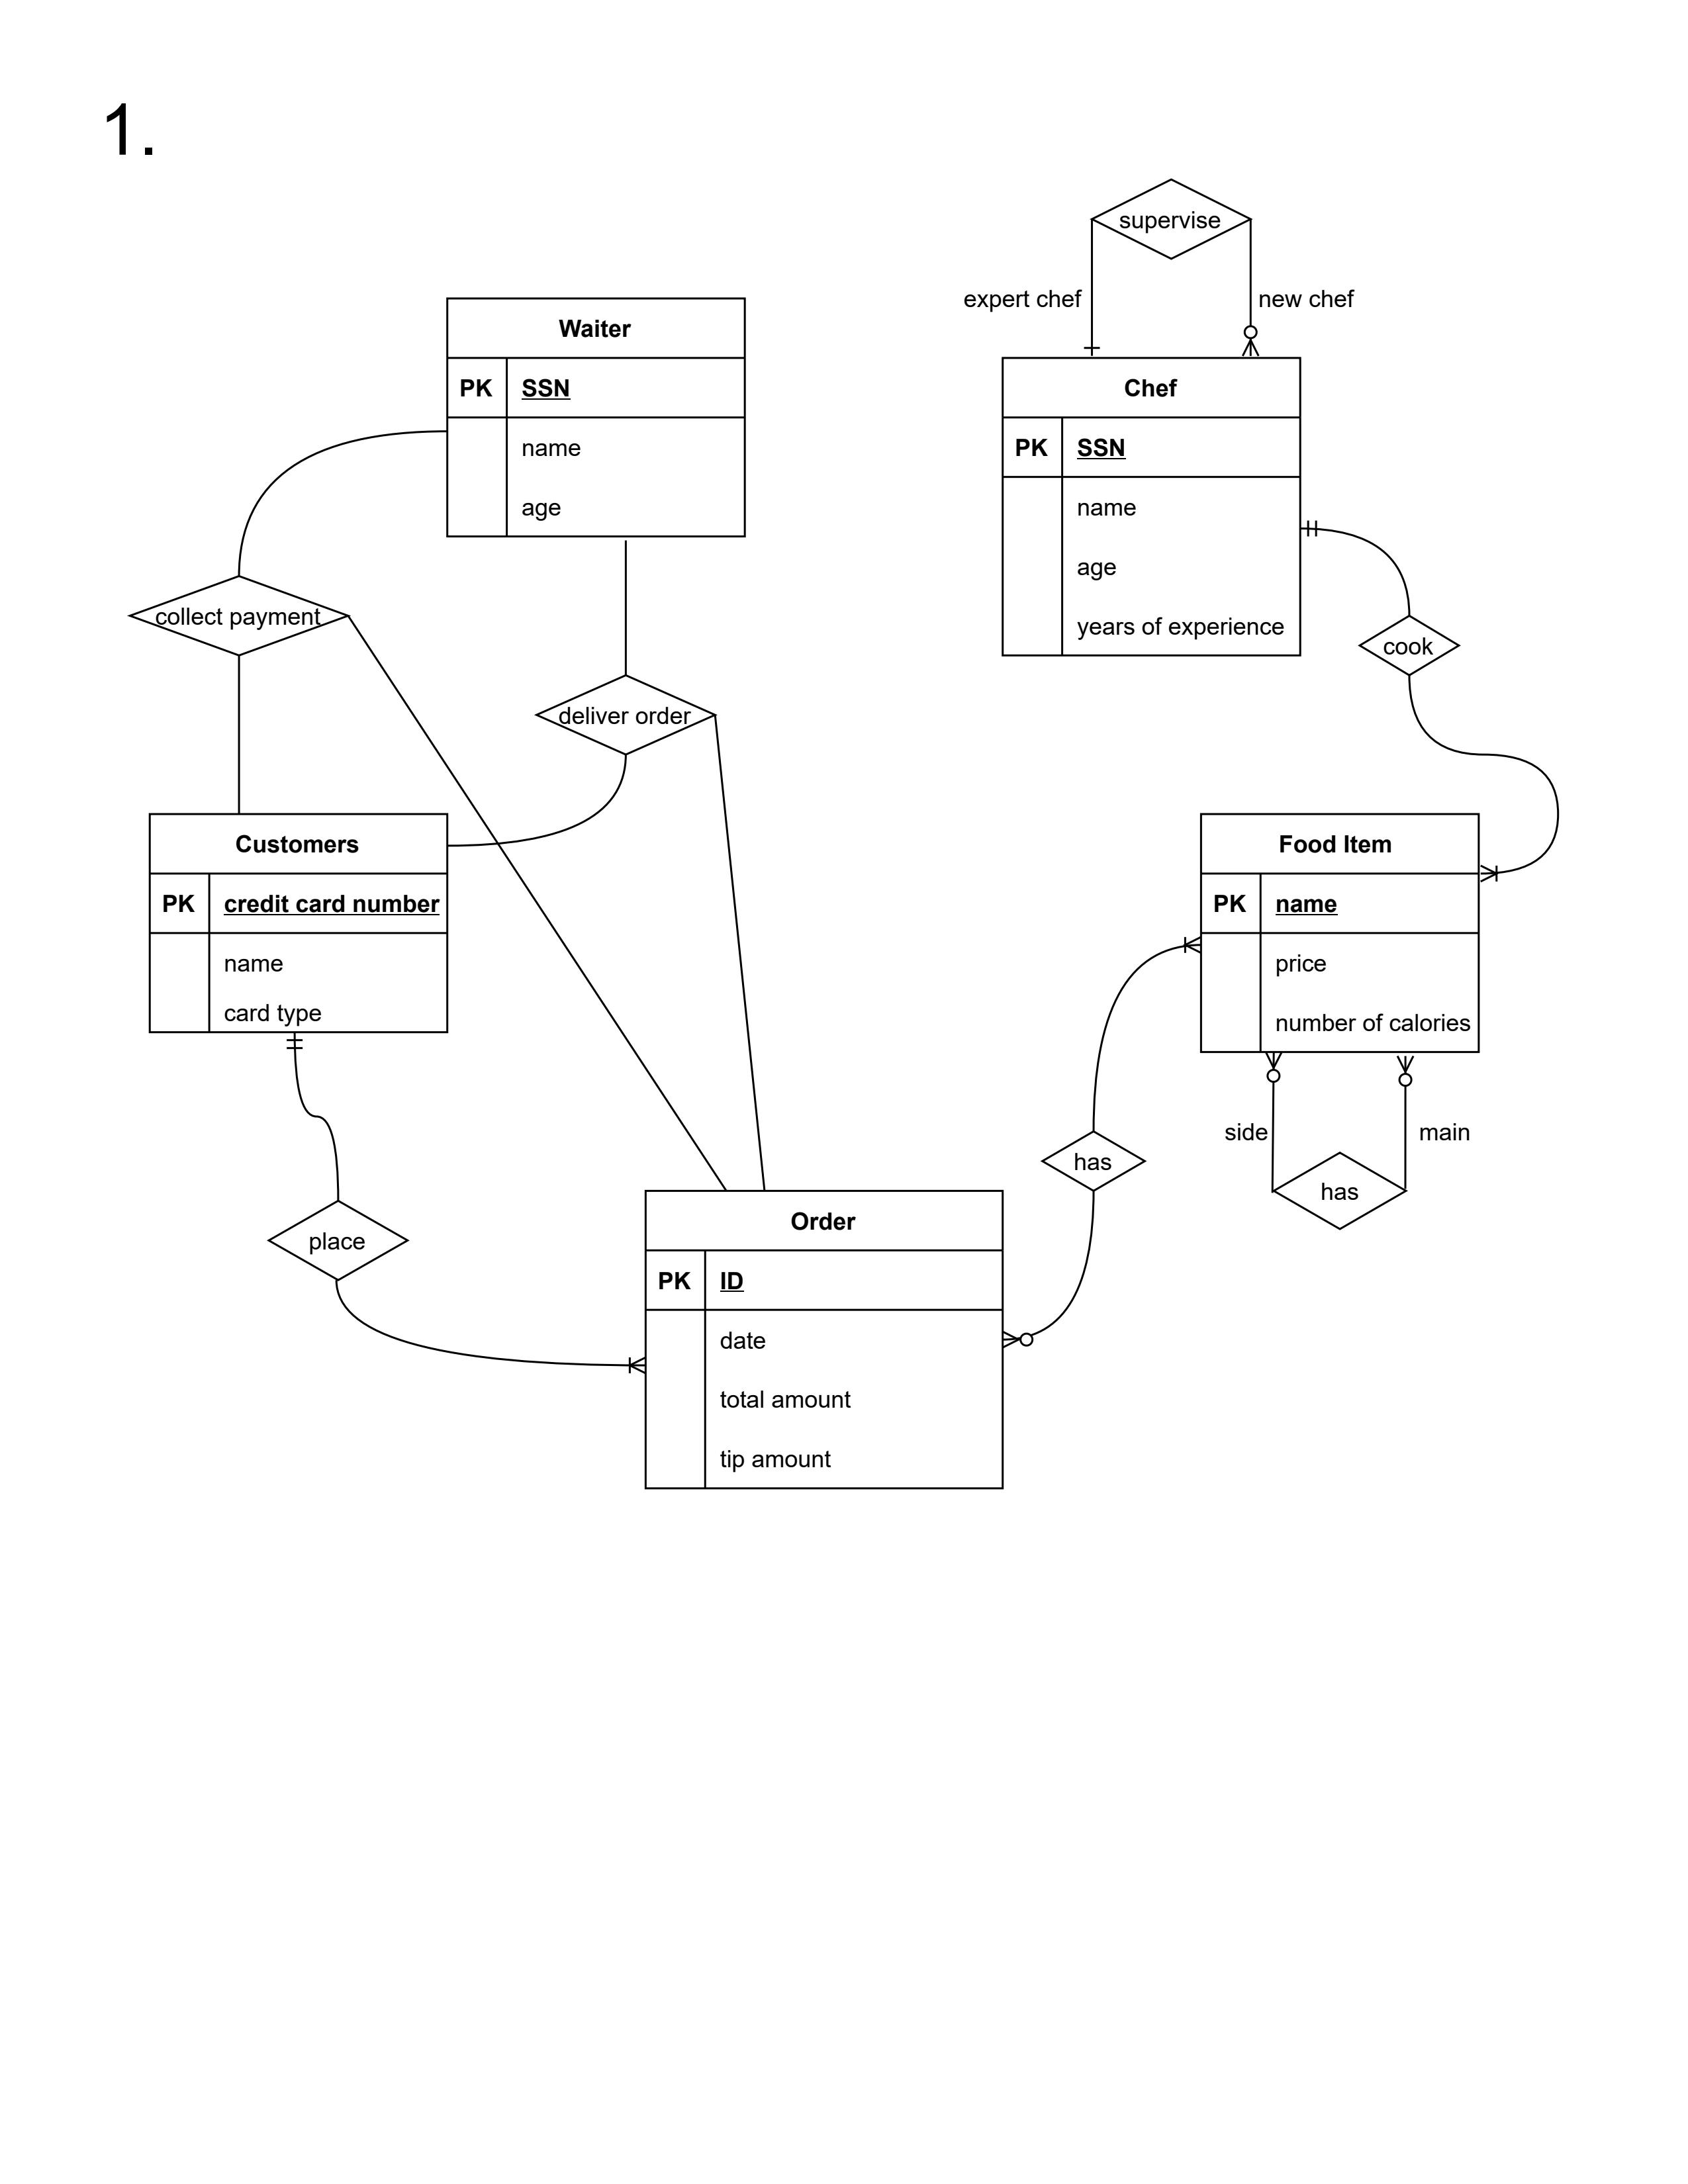 1.
supervise
expert chef
new chef
Waiter
PK SSN
name
age
Chef
PK SSN
name
age
years of experience
collect payment
cook
deliver order
Customers
PK credit card number
name
card type
Food Item
PK name
price
number of calories
side
main
has
has
place
Order
PK ID
date
total amount
tip amount